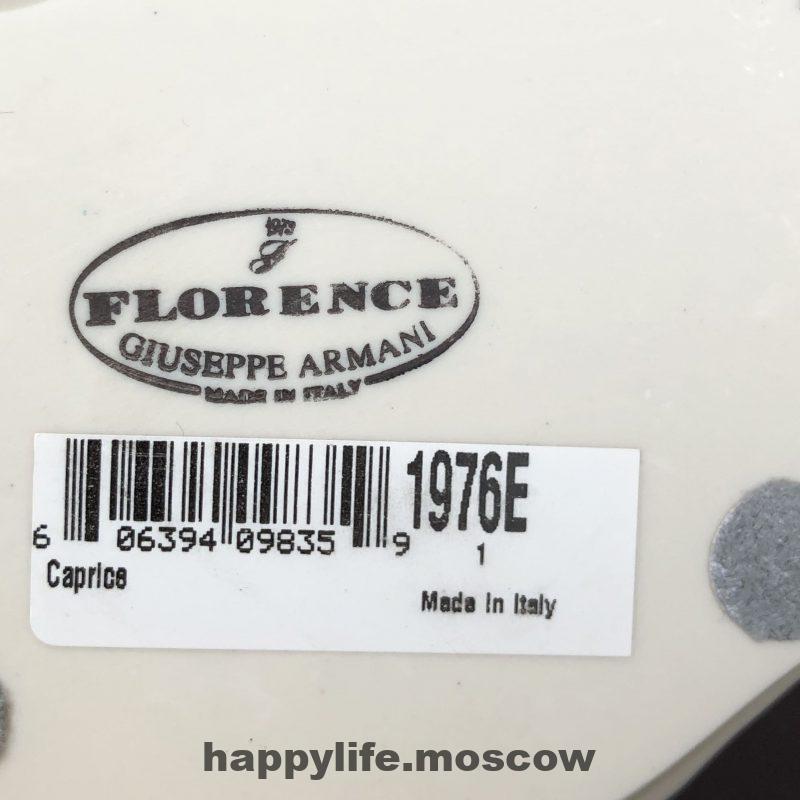 1973
FLORENCE
GIUSEPPE ARMANI
MADE IN ITALY
1976E
6 06394 09835 9
1
Caprice
Made In Italy
happylife.moscow